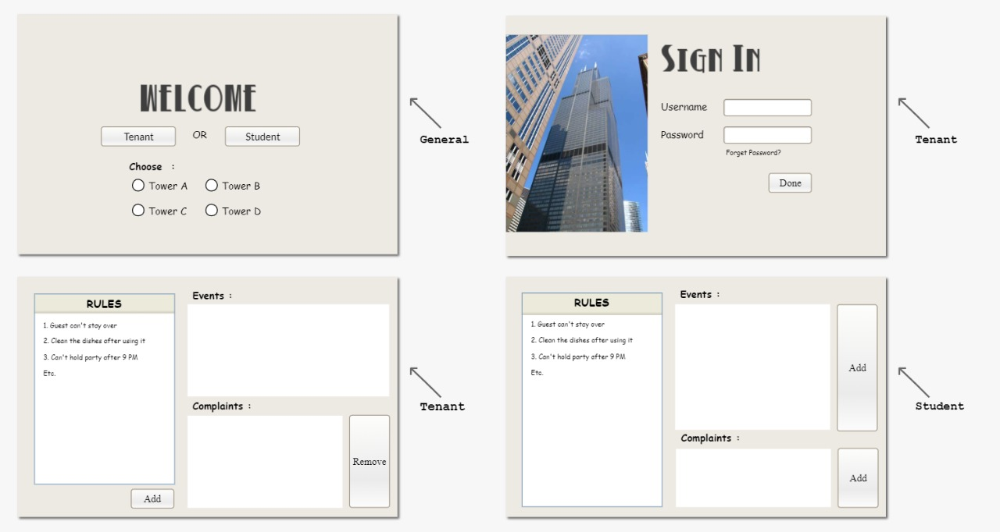 WELCOME
Tenant OR Student
Choose :
Tower A Tower B
Tower C Tower D
General
Sign In
Username
Password
Forget Password?
Done
Tenant
RULES
1. Guest can't stay over
2. Clean the dishes after using it
3. Can't hold party after 9 PM
Etc.
Add
Events :
Complaints :
Remove
Tenant
RULES
1. Guest can't stay over
2. Clean the dishes after using it
3. Can't hold party after 9 PM
Etc.
Events :
Add
Complaints :
Add
Student